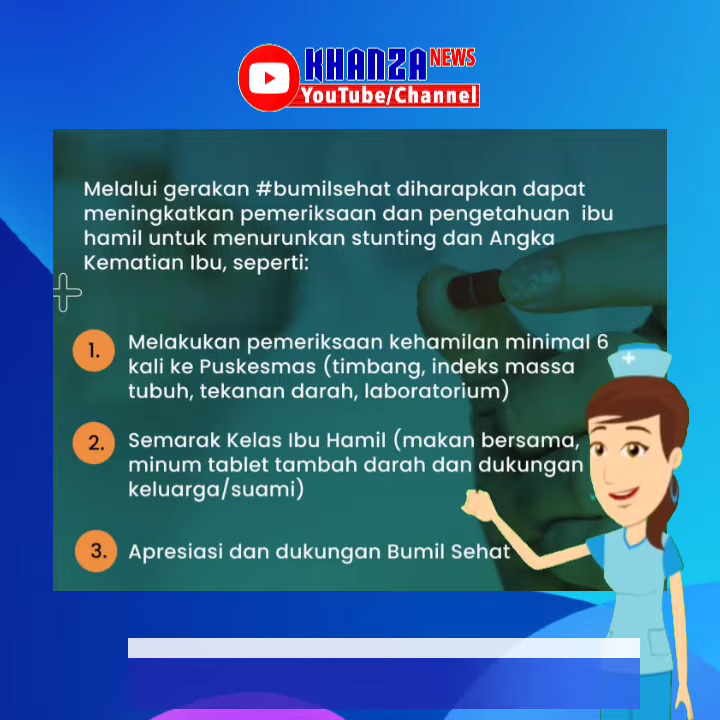 KHANZA NEWS
YouTube/Channel
Melalui gerakan #bumilsehat diharapkan dapat
meningkatkan pemeriksaan dan pengetahuan ibu
hamil untuk menurunkan stunting dan Angka
Kematian Ibu, seperti:
1. Melakukan pemeriksaan kehamilan minimal 6
kali ke Puskesmas (timbang, indeks massa
tubuh, tekanan darah, laboratorium)
2. Semarak Kelas Ibu Hamil (makan bersama,
minum tablet tambah darah dan dukungan
keluarga/suami)
3. Apresiasi dan dukungan Bumil Sehat